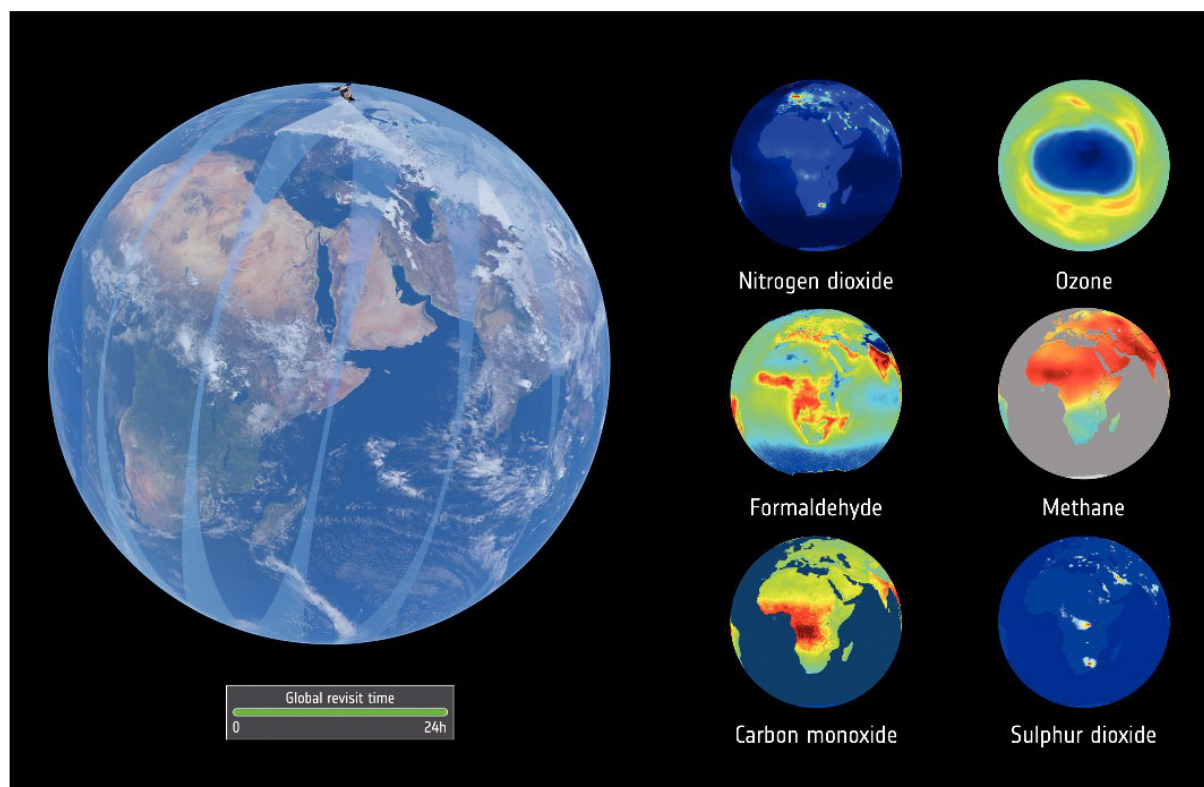 Nitrogen dioxide
Ozone
Formaldehyde
Methane
Carbon monoxide
Sulphur dioxide
Global revisit time
0
24h